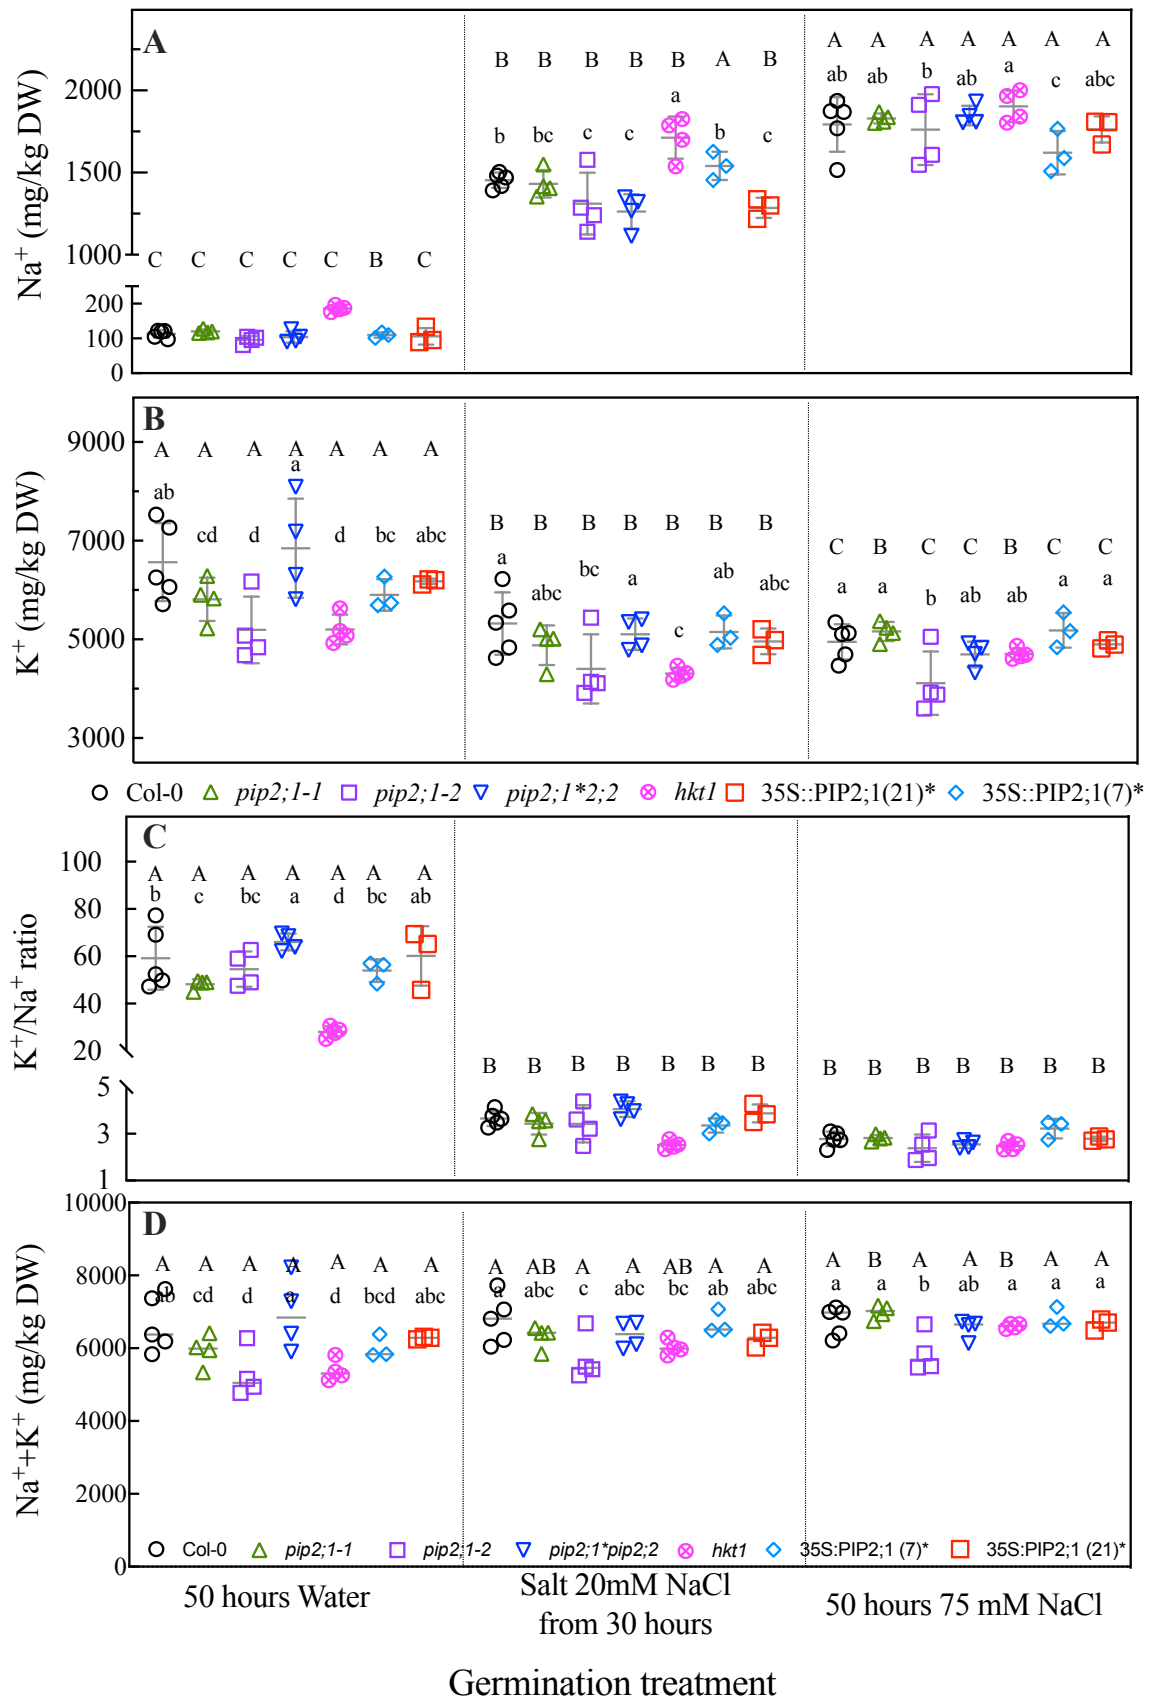 A
Na⁺ (mg/kg DW)
2000
1500
1000
200
100
0
C C C C C B C
B B B B B A B
b bc c c a b c
A A A A A A A
ab ab b ab a c abc
B
K⁺ (mg/kg DW)
9000
7000
5000
3000
A A A A A A A
ab cd d a d bc abc
B B B B B B B
a abc bc a c ab abc
C B C C B C C
a a b ab ab a a
Col-0 pip2;1-1 pip2;1-2 pip2;1*2;2 hkt1 35S::PIP2;1(21)* 35S::PIP2;1(7)*
C
K⁺/Na⁺ ratio
100
80
60
40
20
5
3
1
A A A A A A A
b c bc a d bc ab
B B B B B B B
B B B B B B B
D
Na⁺+K⁺ (mg/kg DW)
10000
8000
6000
4000
2000
0
A A A A A A A
ab cd d a d bcd abc
A AB A A AB A A
a abc c abc bc ab abc
A B A A B A A
a a b ab a a a
Col-0 pip2;1-1 pip2;1-2 pip2;1*pip2;2 hkt1 35S:PIP2;1 (7)* 35S:PIP2;1 (21)*
50 hours Water
Salt 20mM NaCl
from 30 hours
50 hours 75 mM NaCl
Germination treatment